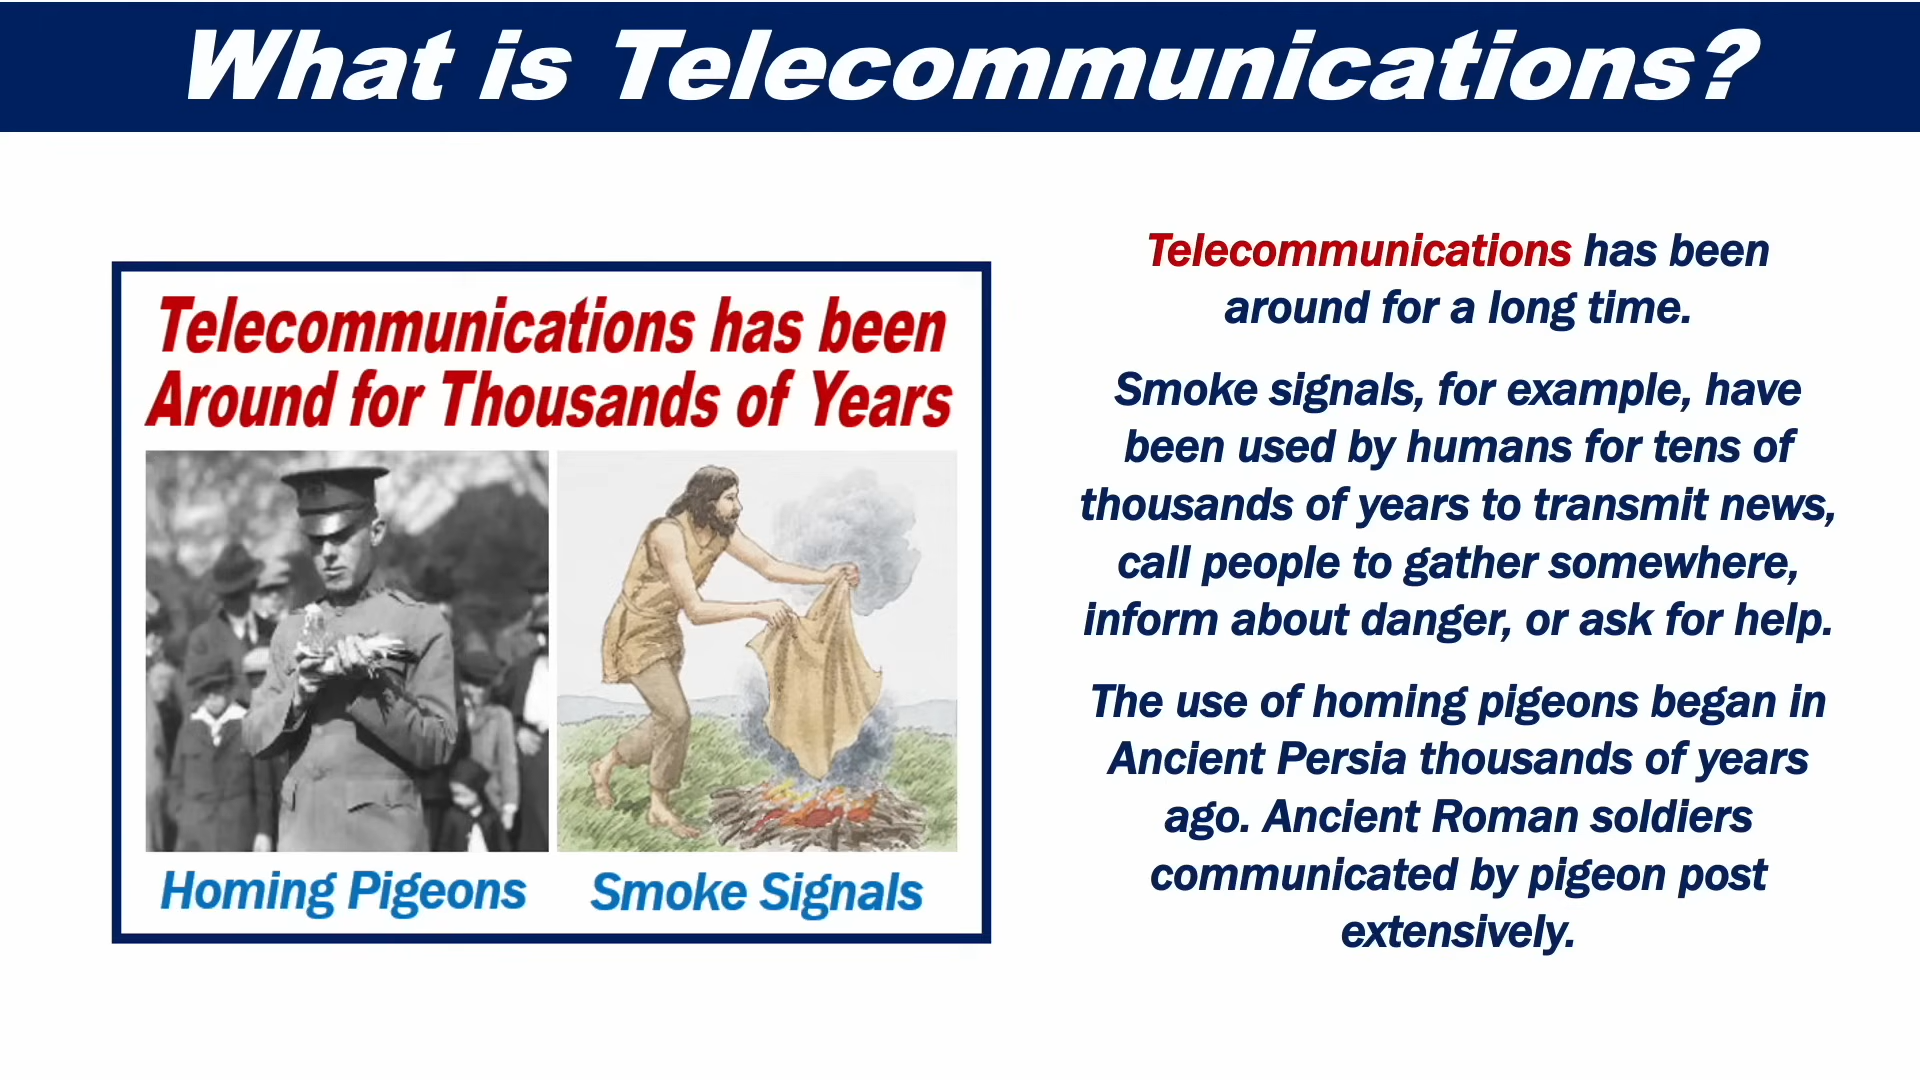 What is Telecommunications?
Telecommunications has been
Around for Thousands of Years
Homing Pigeons
Smoke Signals
Telecommunications has been
around for a long time.
Smoke signals, for example, have
been used by humans for tens of
thousands of years to transmit news,
call people to gather somewhere,
inform about danger, or ask for help.
The use of homing pigeons began in
Ancient Persia thousands of years
ago. Ancient Roman soldiers
communicated by pigeon post
extensively.